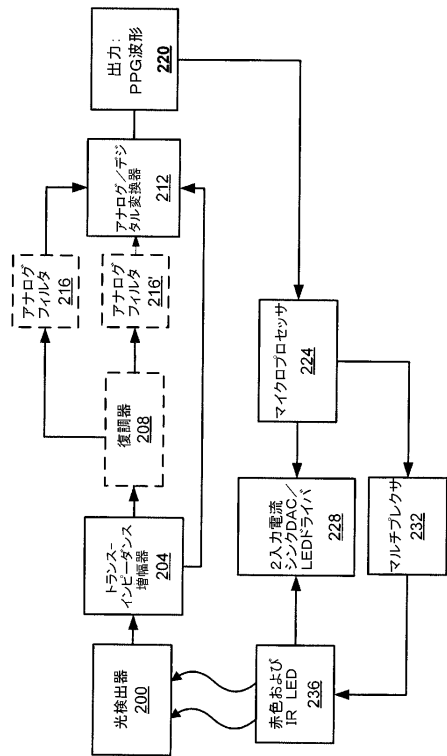 光検出器
200
トランス-
インピーダンス
増幅器
204
復調器
208
アナログ
フィルタ
216
アナログ
フィルタ
216'
アナログ／デジ
タル変換器
212
出力:
PPG波形
220
マイクロプロセッサ
224
2入力電流
シンクDAC／
LEDドライバ
228
マルチプレクサ
232
赤色および
IR LED
236